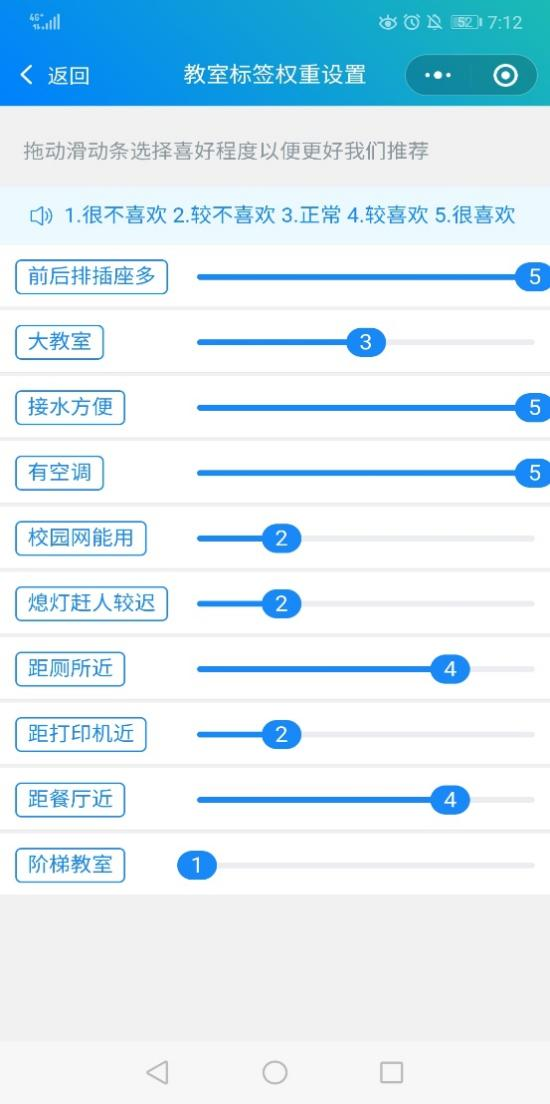 4G+ 52 7:12
返回 教室标签权重设置
拖动滑动条选择喜好程度以便更好我们推荐
1.很不喜欢 2.较不喜欢 3.正常 4.较喜欢 5.很喜欢
前后排插座多 5
大教室 3
接水方便 5
有空调 5
校园网能用 2
熄灯赶人较迟 2
距厕所近 4
距打印机近 2
距餐厅近 4
阶梯教室 1